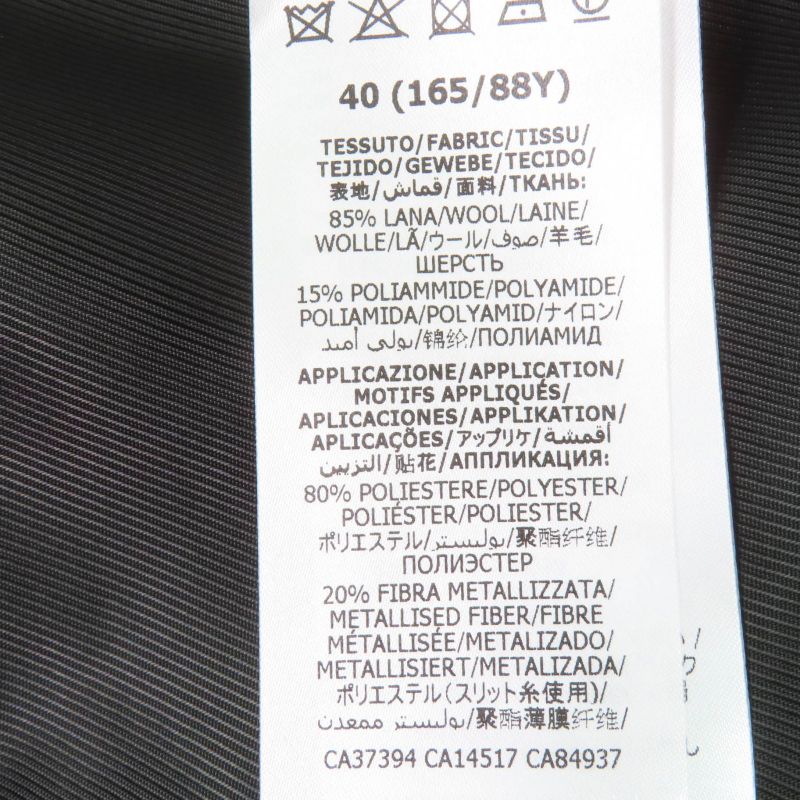 40 (165/88Y)
TESSUTO/FABRIC/TISSU/
TEJIDO/GEWEBE/TECIDO/
表地/قماش/面料/ТКАНЬ:
85% LANA/WOOL/LAINE/
WOLLE/LÃ/ウール/صوف/羊毛/
ШЕРСТЬ
15% POLIAMMIDE/POLYAMIDE/
POLIAMIDA/POLYAMID/ナイロン/
بولي أميد/锦纶/ПОЛИАМИД
APPLICAZIONE/APPLICATION/
MOTIFS APPLIQUÉS/
APLICACIONES/APPLIKATION/
APLICAÇÕES/アップリケ/أقمشة
التزيين/贴花/АППЛИКАЦИЯ:
80% POLIESTERE/POLYESTER/
POLIÉSTER/POLIESTER/
ポリエステル/بوليستر/聚酯纤维/
ПОЛИЭСТЕР
20% FIBRA METALLIZZATA/
METALLISED FIBER/FIBRE
MÉTALLISÉE/METALIZADO/
METALLISIERT/METALIZADA/
ポリエステル(スリット糸使用)/
بوليستر ممعدن/聚酯薄膜纤维/
CA37394 CA14517 CA84937